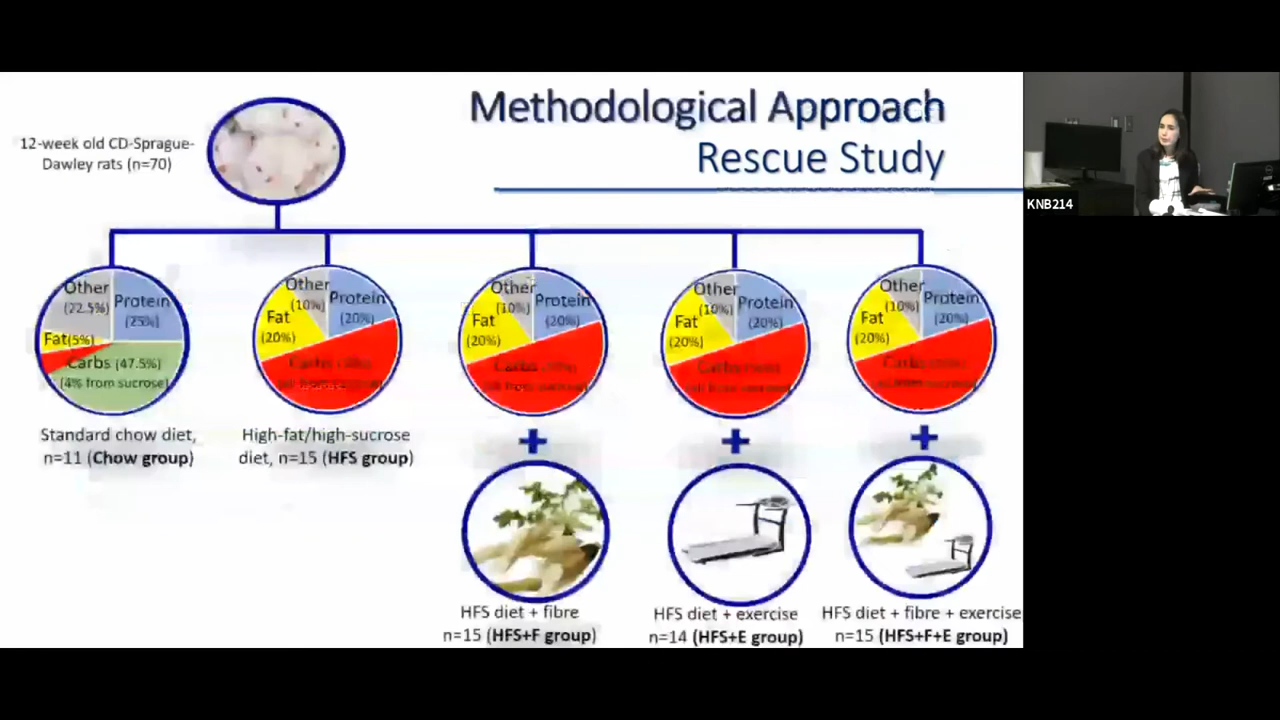 Methodological Approach
Rescue Study
12-week old CD-Sprague-
Dawley rats (n=70)
KNB214
Other
(22.5%)
Protein
(25%)
Fat(5%)
Carbs (47.5%)
(4% from sucrose)
Other
(10%)
Protein
(20%)
Fat
(20%)
Carbs
Other
(10%)
Protein
(20%)
Fat
(20%)
Carbs
Other
(10%)
Protein
(20%)
Fat
(20%)
Carbs
Other
(10%)
Protein
(20%)
Fat
(20%)
Carbs
Standard chow diet,
n=11 (Chow group)
High-fat/high-sucrose
diet, n=15 (HFS group)
+
+
+
HFS diet + fibre
n=15 (HFS+F group)
HFS diet + exercise
n=14 (HFS+E group)
HFS diet + fibre + exercise
n=15 (HFS+F+E group)